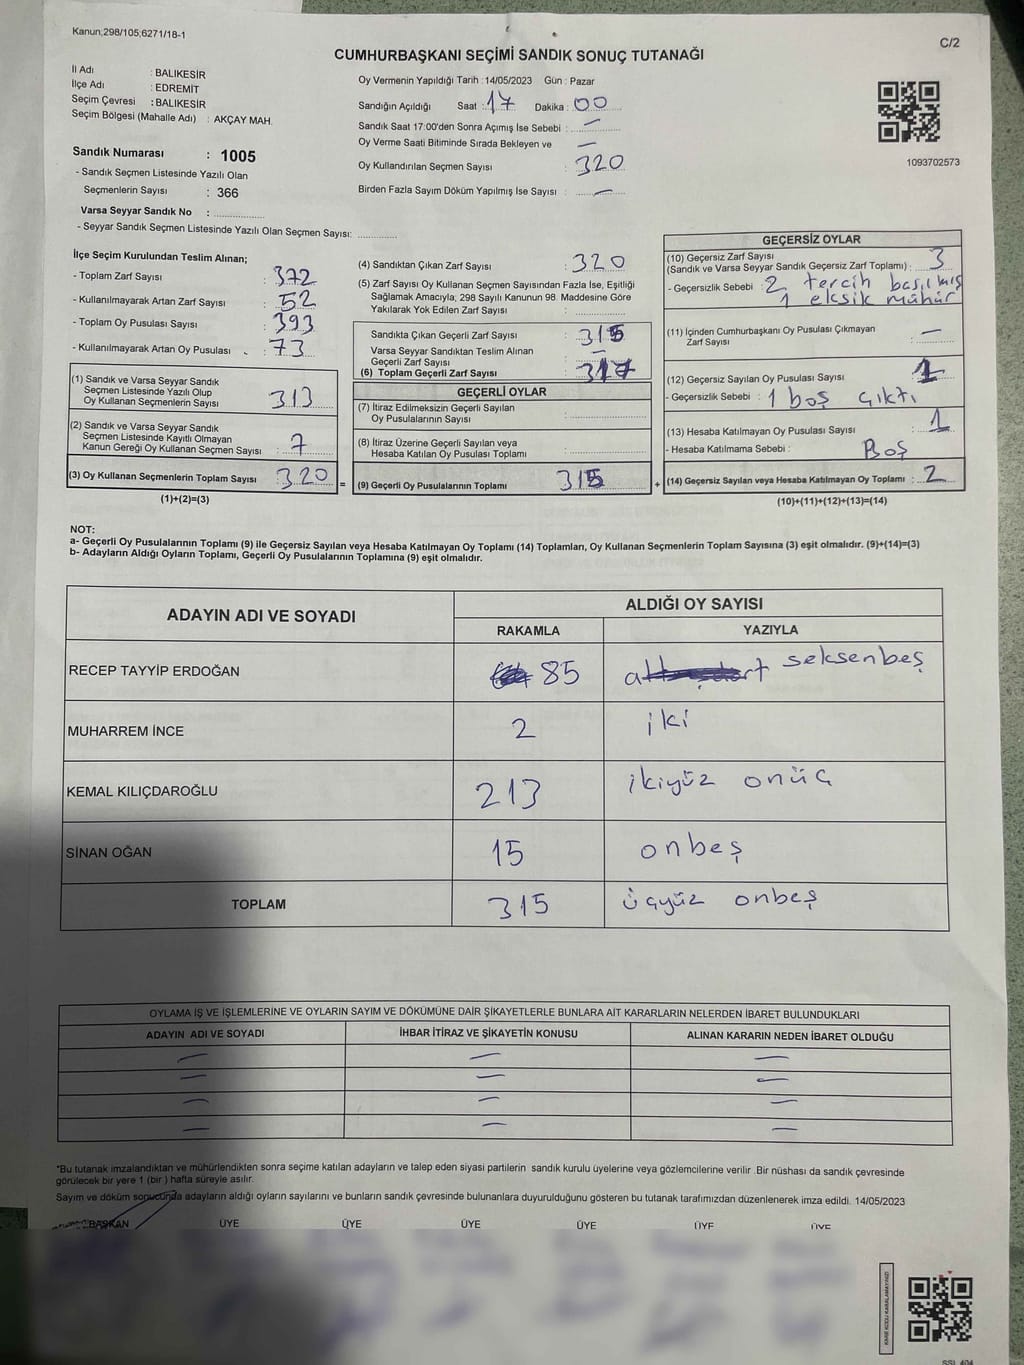 Kanun;298/105;6271/18-1
C/2
CUMHURBAŞKANI SEÇİMİ SANDIK SONUÇ TUTANAĞI
İl Adı : BALIKESİR
İlçe Adı : EDREMİT
Seçim Çevresi : BALIKESİR
Seçim Bölgesi (Mahalle Adı) : AKÇAY MAH.
Sandık Numarası : 1005
- Sandık Seçmen Listesinde Yazılı Olan
Seçmenlerin Sayısı : 366
Varsa Seyyar Sandık No :
- Seyyar Sandık Seçmen Listesinde Yazılı Olan Seçmen Sayısı:
Oy Vermenin Yapıldığı Tarih :14/05/2023 Gün : Pazar
Sandığın Açıldığı Saat : 17 Dakika : 00
Sandık Saat 17:00'den Sonra Açımış İse Sebebi : —
Oy Verme Saati Bitiminde Sırada Bekleyen ve —
Oy Kullandırılan Seçmen Sayısı : 320
Birden Fazla Sayım Döküm Yapılmış İse Sayısı : —
1093702573
İlçe Seçim Kurulundan Teslim Alınan;
- Toplam Zarf Sayısı : 372
- Kullanılmayarak Artan Zarf Sayısı : 52
- Toplam Oy Pusulası Sayısı : 393
- Kullanılmayarak Artan Oy Pusulası : 73
(1) Sandık ve Varsa Seyyar Sandık
Seçmen Listesinde Yazılı Olup
Oy Kullanan Seçmenlerin Sayısı : 313
(2) Sandık ve Varsa Seyyar Sandık
Seçmen Listesinde Kayıtlı Olmayan
Kanun Gereği Oy Kullanan Seçmen Sayısı : 7
(3) Oy Kullanan Seçmenlerin Toplam Sayısı : 320
(1)+(2)=(3)
=
(4) Sandıktan Çıkan Zarf Sayısı : 320
(5) Zarf Sayısı Oy Kullanan Seçmen Sayısından Fazla İse, Eşitliği
Sağlamak Amacıyla, 298 Sayılı Kanunun 98. Maddesine Göre
Yakılarak Yok Edilen Zarf Sayısı :
Sandıkta Çıkan Geçerli Zarf Sayısı : 315
Varsa Seyyar Sandıktan Teslim Alınan —
Geçerli Zarf Sayısı :
(6) Toplam Geçerli Zarf Sayısı : 317
GEÇERLİ OYLAR
(7) İtiraz Edilmeksizin Geçerli Sayılan
Oy Pusulalarının Sayısı :
(8) İtiraz Üzerine Geçerli Sayılan veya
Hesaba Katılan Oy Pusulası Toplamı :
(9) Geçerli Oy Pusulalarının Toplamı : 315
+
GEÇERSİZ OYLAR
(10) Geçersiz Zarf Sayısı
(Sandık ve Varsa Seyyar Sandık Geçersiz Zarf Toplamı) : 3
- Geçersizlik Sebebi : 2 tercih basılmış
1 eksik mühür
(11) İçinden Cumhurbaşkanı Oy Pusulası Çıkmayan —
Zarf Sayısı :
(12) Geçersiz Sayılan Oy Pusulası Sayısı : 1
- Geçersizlik Sebebi : 1 boş çıktı
(13) Hesaba Katılmayan Oy Pusulası Sayısı : 1
- Hesaba Katılmama Sebebi : Boş
(14) Geçersiz Sayılan veya Hesaba Katılmayan Oy Toplamı : 2
(10)+(11)+(12)+(13)=(14)
NOT:
a- Geçerli Oy Pusulalarının Toplamı (9) ile Geçersiz Sayılan veya Hesaba Katılmayan Oy Toplamı (14) Toplamları, Oy Kullanan Seçmenlerin Toplam Sayısına (3) eşit olmalıdır. (9)+(14)=(3)
b- Adayların Aldığı Oyların Toplamı, Geçerli Oy Pusulalarının Toplamına (9) eşit olmalıdır.
ADAYIN ADI VE SOYADI ALDIĞI OY SAYISI
RAKAMLA YAZIYLA
RECEP TAYYİP ERDOĞAN 85 seksenbeş
MUHARREM İNCE 2 iki
KEMAL KILIÇDAROĞLU 213 ikiyüz onüç
SİNAN OĞAN 15 onbeş
TOPLAM 315 üçyüz onbeş
OYLAMA İŞ VE İŞLEMLERİNE VE OYLARIN SAYIM VE DÖKÜMÜNE DAİR ŞİKAYETLERLE BUNLARA AİT KARARLARIN NELERDEN İBARET BULUNDUKLARI
ADAYIN ADI VE SOYADI İHBAR İTİRAZ VE ŞİKAYETİN KONUSU ALINAN KARARIN NEDEN İBARET OLDUĞU
— — —
— — —
— — —
— — —
"Bu tutanak imzalandıktan ve mühürlendikten sonra seçime katılan adayların ve talep eden siyasi partilerin sandık kurulu üyelerine veya gözlemcilerine verilir .Bir nüshası da sandık çevresinde
görülecek bir yere 1 (bir ) hafta süreyle asılır.
Sayım ve döküm sonucunda adayların aldığı oyların sayılarını ve bunların sandık çevresinde bulunanlara duyurulduğunu gösteren bu tutanak tarafımızdan düzenlenerek imza edildi. 14/05/2023
BAŞKAN ÜYE ÜYE ÜYE ÜYE ÜYE ÜYE